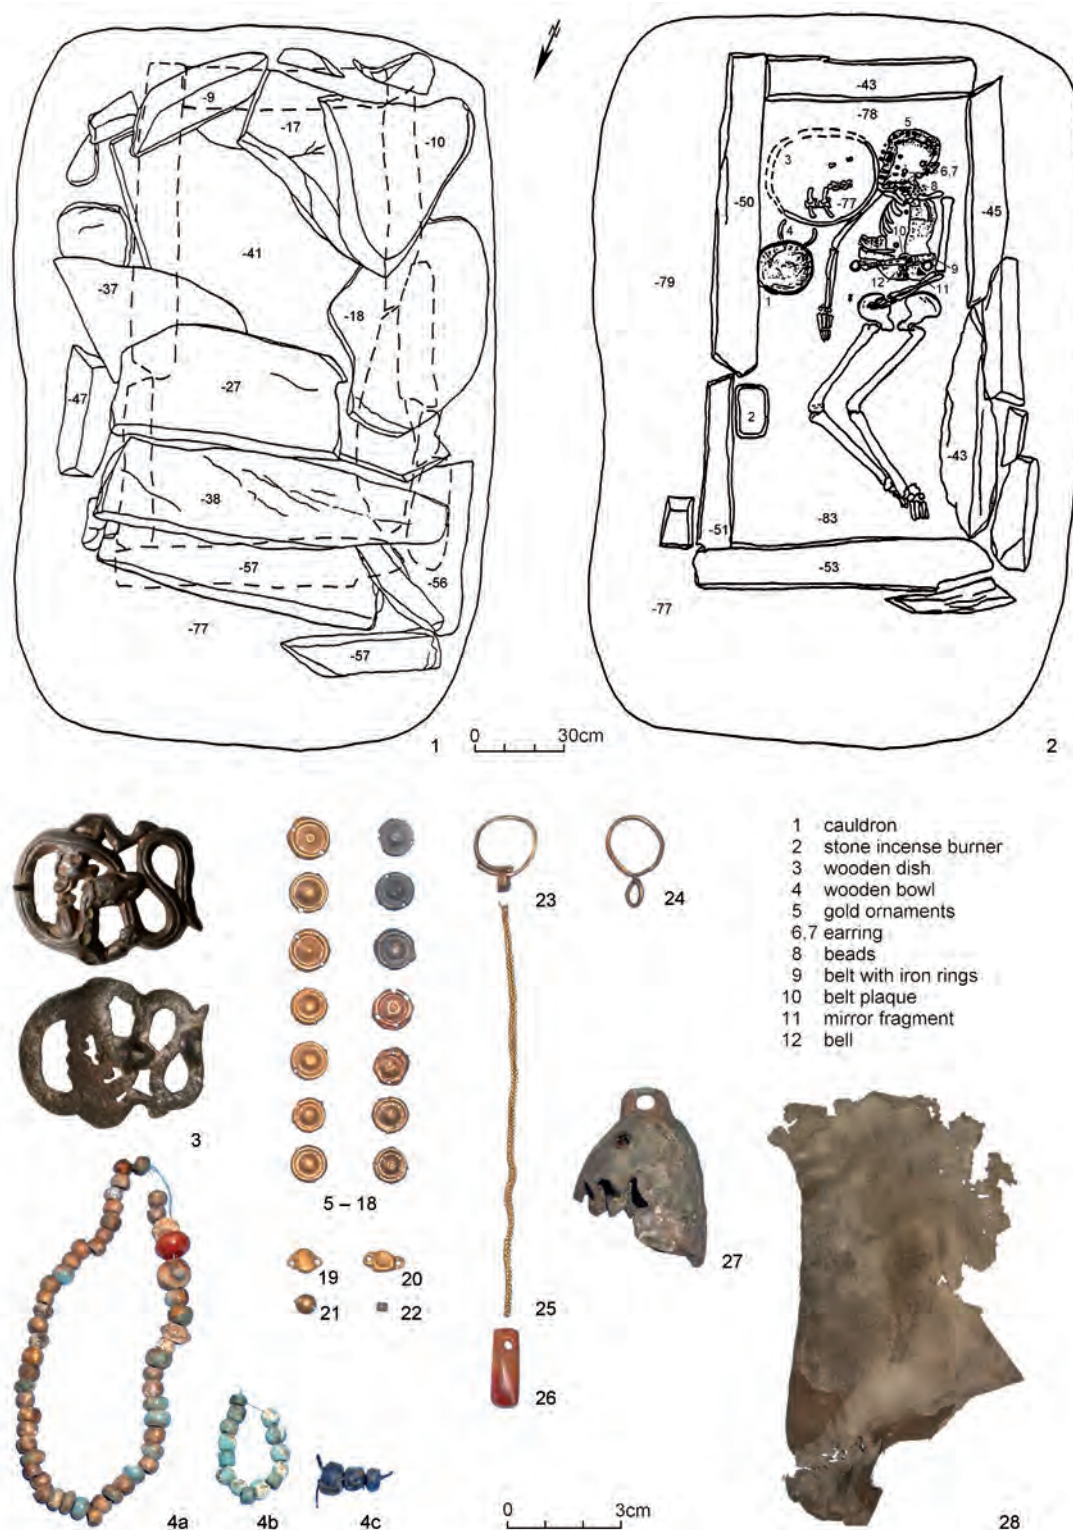 -9
-17
-10
-41
-37
-18
-27
-47
-38
-57
-56
-77
-57
1
0 30cm
-43
-78
5
3
6,7
8
-77
-50
-45
10
4
9
12
11
1
-79
2
-43
-51
-83
-53
-77
2
3
5 – 18
19
20
21
22
23
24
25
26
27
1 cauldron
2 stone incense burner
3 wooden dish
4 wooden bowl
5 gold ornaments
6,7 earring
8 beads
9 belt with iron rings
10 belt plaque
11 mirror fragment
12 bell
4a
4b
4c
0 3cm
28